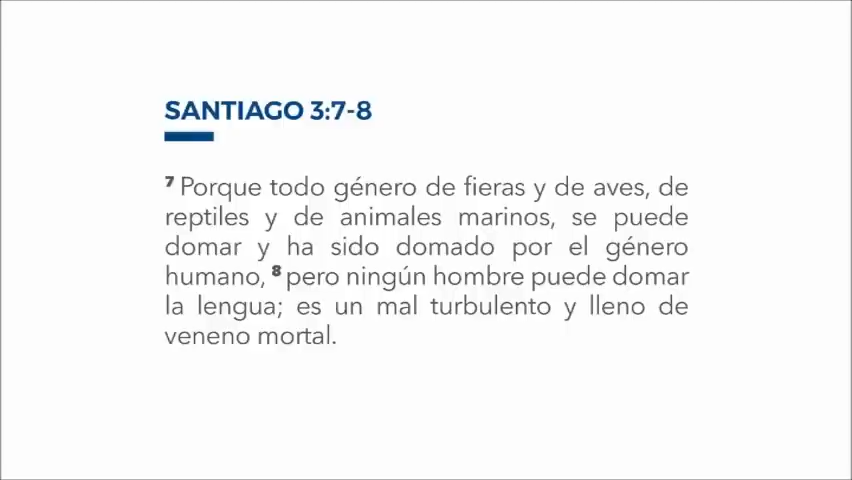 SANTIAGO 3:7-8
⁷ Porque todo género de fieras y de aves, de
reptiles y de animales marinos, se puede
domar y ha sido domado por el género
humano, ⁸ pero ningún hombre puede domar
la lengua; es un mal turbulento y lleno de
veneno mortal.